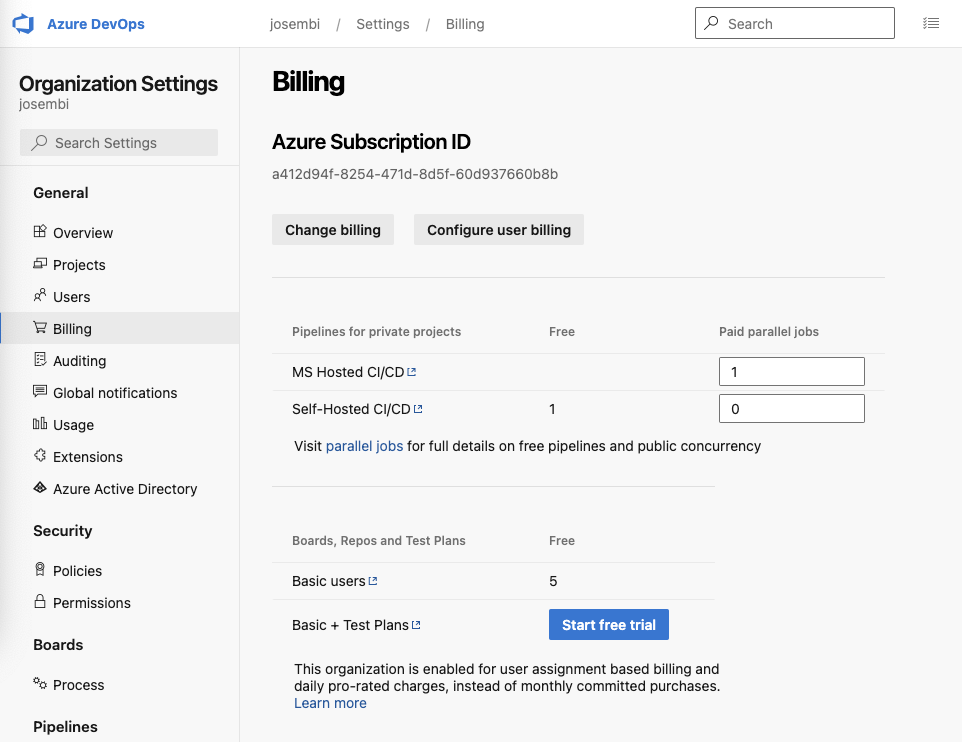 Azure DevOps
josembi / Settings / Billing
Search
Organization Settings
josembi
Search Settings
General
Overview
Projects
Users
Billing
Auditing
Global notifications
Usage
Extensions
Azure Active Directory
Security
Policies
Permissions
Boards
Process
Pipelines
Billing
Azure Subscription ID
a412d94f-8254-471d-8d5f-60d937660b8b
Change billing Configure user billing
Pipelines for private projects Free Paid parallel jobs
MS Hosted CI/CD 1
Self-Hosted CI/CD 1 0
Visit parallel jobs for full details on free pipelines and public concurrency
Boards, Repos and Test Plans Free
Basic users 5
Basic + Test Plans Start free trial
This organization is enabled for user assignment based billing and
daily pro-rated charges, instead of monthly committed purchases.
Learn more